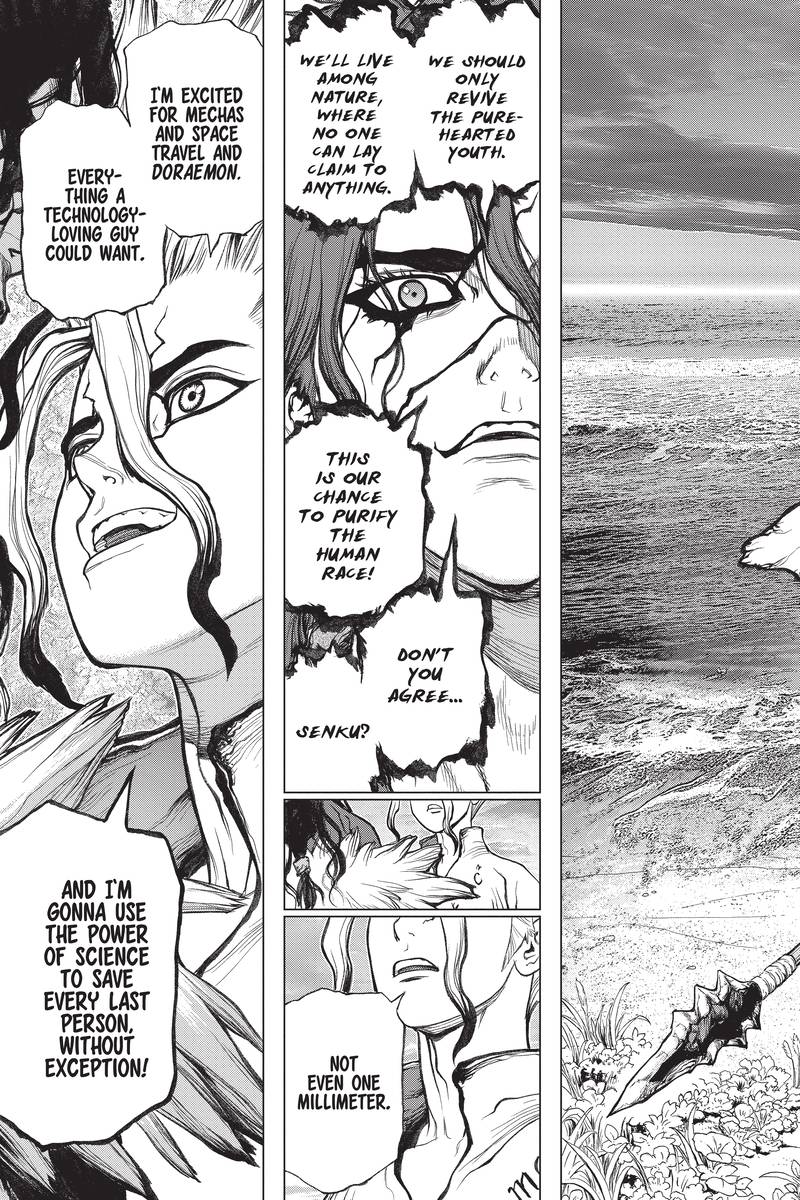 WE SHOULD
ONLY
REVIVE
THE PURE-
HEARTED
YOUTH.
WE'LL LIVE
AMONG
NATURE,
WHERE
NO ONE
CAN LAY
CLAIM TO
ANYTHING.
THIS
IS OUR
CHANCE
TO PURIFY
THE
HUMAN
RACE!
DON'T
YOU
AGREE...
SENKU?
NOT
EVEN ONE
MILLIMETER.
I'M EXCITED
FOR MECHAS
AND SPACE
TRAVEL AND
DORAEMON.
EVERY-
THING A
TECHNOLOGY-
LOVING GUY
COULD WANT.
AND I'M
GONNA USE
THE POWER
OF SCIENCE
TO SAVE
EVERY LAST
PERSON,
WITHOUT
EXCEPTION!